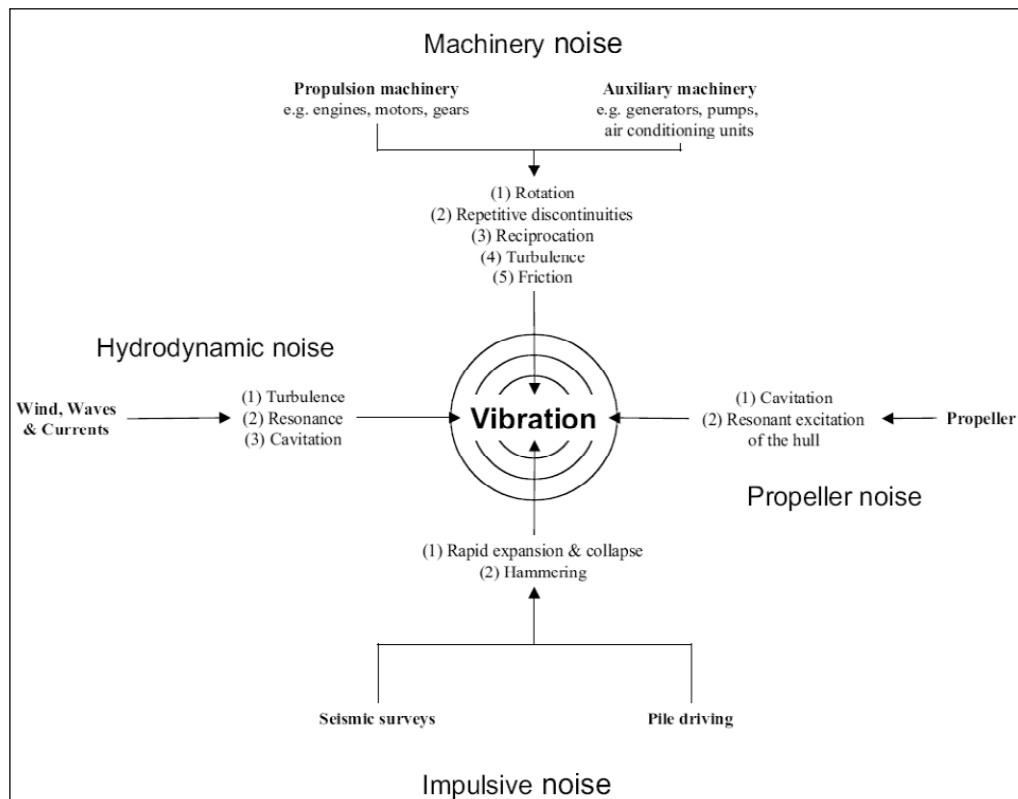 Machinery noise
Propulsion machinery
e.g. engines, motors, gears
Auxiliary machinery
e.g. generators, pumps,
air conditioning units
(1) Rotation
(2) Repetitive discontinuities
(3) Reciprocation
(4) Turbulence
(5) Friction
Hydrodynamic noise
Wind, Waves
& Currents
(1) Turbulence
(2) Resonance
(3) Cavitation
Vibration
(1) Cavitation
(2) Resonant excitation
of the hull
Propeller
Propeller noise
(1) Rapid expansion & collapse
(2) Hammering
Seismic surveys
Pile driving
Impulsive noise